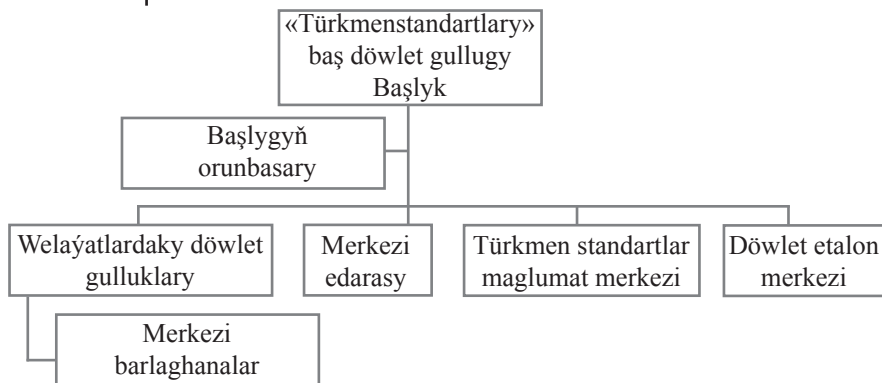 «Türkmenstandartlary»
baş döwlet gullugy
Başlyk
Başlygyň
orunbasary
Welaýatlardaky döwlet
gulluklary
Merkezi
edarasy
Türkmen standartlar
maglumat merkezi
Döwlet etalon
merkezi
Merkezi
barlaghanalar